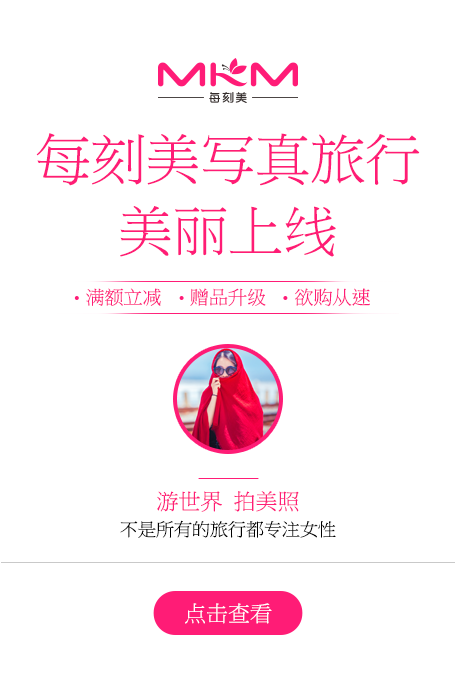 MKM
每刻美
每刻美写真旅行
美丽上线
·满额立减 ·赠品升级 ·欲购从速
游世界 拍美照
不是所有的旅行都专注女性
点击查看